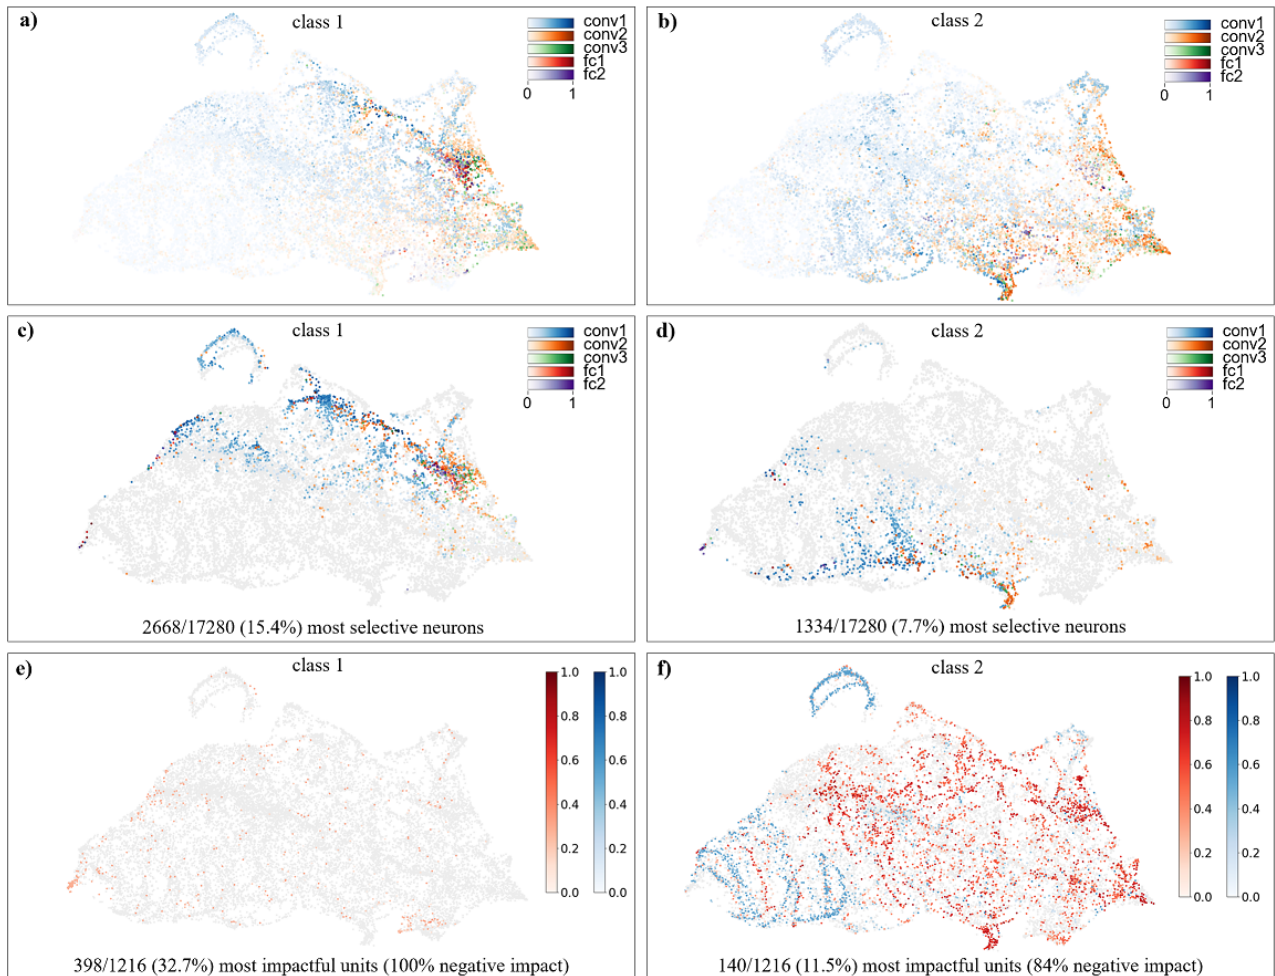 a)
class 1
conv1
conv2
conv3
fc1
fc2
0 1
b)
class 2
conv1
conv2
conv3
fc1
fc2
0 1
c)
class 1
conv1
conv2
conv3
fc1
fc2
0 1
2668/17280 (15.4%) most selective neurons
d)
class 2
conv1
conv2
conv3
fc1
fc2
0 1
1334/17280 (7.7%) most selective neurons
e)
class 1
1.0 1.0
0.8 0.8
0.6 0.6
0.4 0.4
0.2 0.2
0.0 0.0
398/1216 (32.7%) most impactful units (100% negative impact)
f)
class 2
1.0 1.0
0.8 0.8
0.6 0.6
0.4 0.4
0.2 0.2
0.0 0.0
140/1216 (11.5%) most impactful units (84% negative impact)